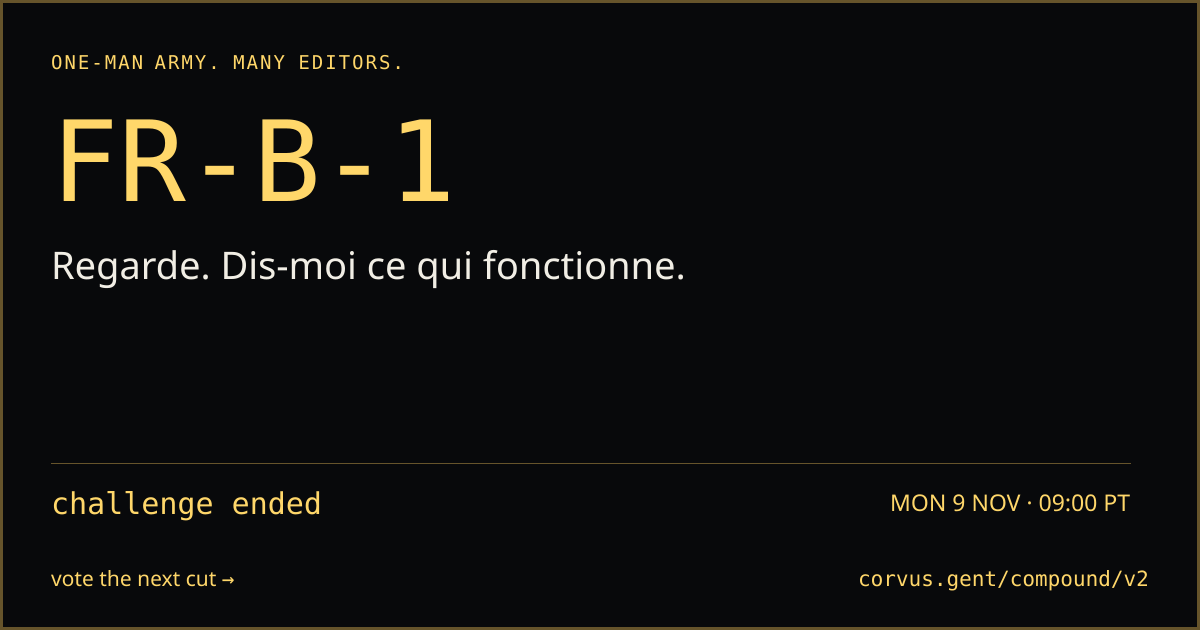 ONE-MAN ARMY. MANY EDITORS.
FR-B-1
Regarde. Dis-moi ce qui fonctionne.
challenge ended
MON 9 NOV · 09:00 PT
vote the next cut →
corvus.gent/compound/v2